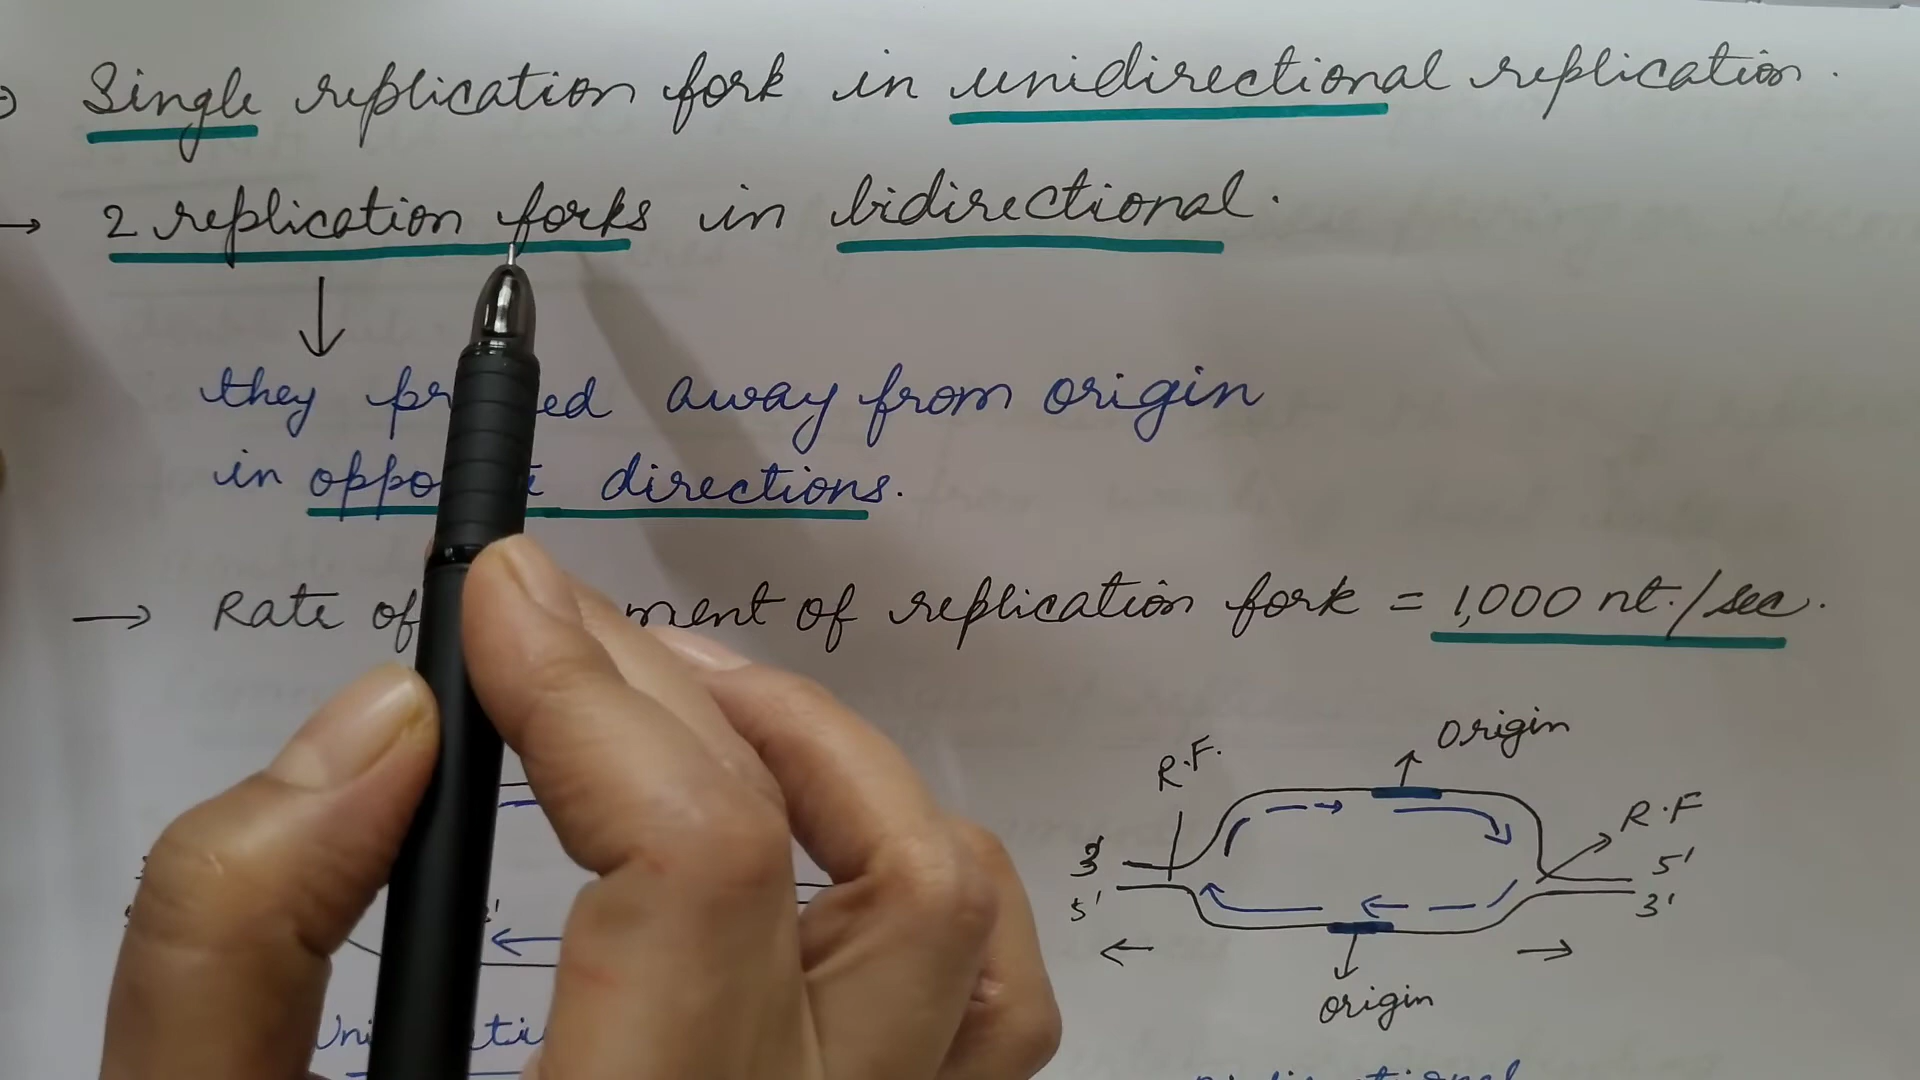 Single replication fork in unidirectional replication.
→ 2 replication forks in bidirectional.
they away from origin
in directions.
→ Rate of of replication fork = 1,000 nt./sec.
origin
R.F.
R.F
3'
5'
5'
3'
origin